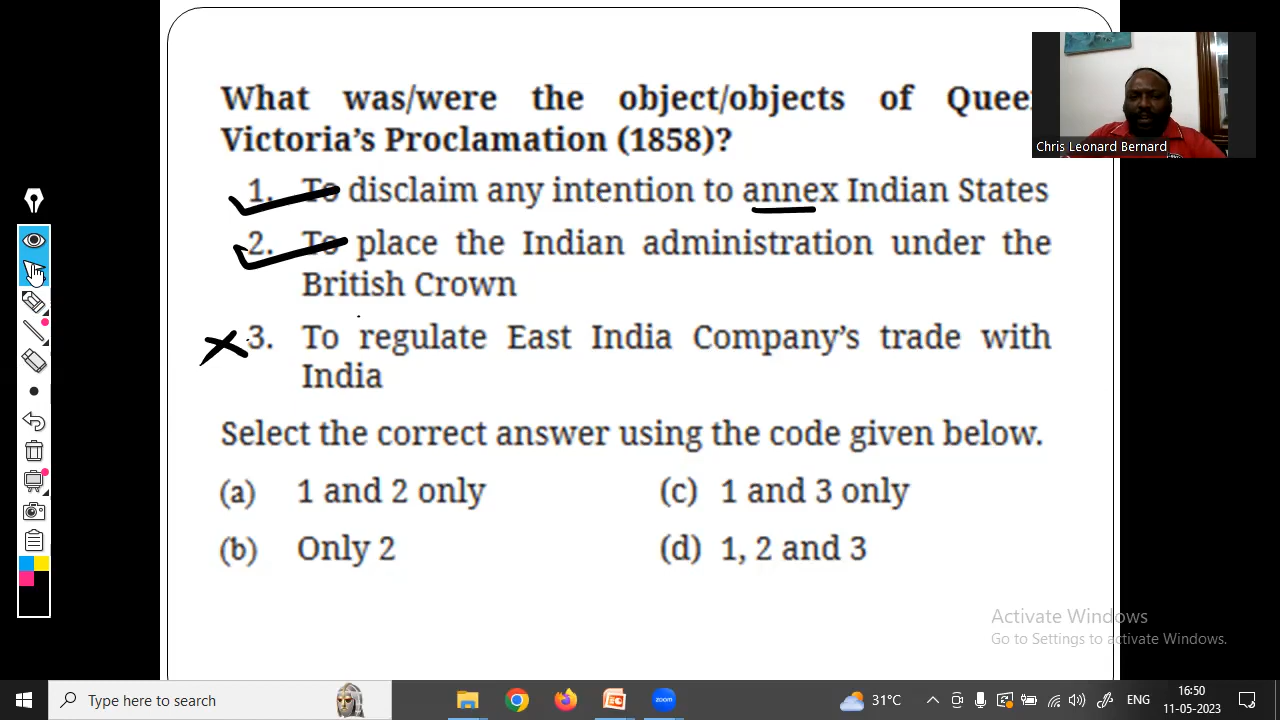 What was/were the object/objects of Quee
Victoria's Proclamation (1858)?
1. To disclaim any intention to annex Indian States
2. To place the Indian administration under the
British Crown
3. To regulate East India Company's trade with
India
Select the correct answer using the code given below.
(a) 1 and 2 only (c) 1 and 3 only
(b) Only 2 (d) 1, 2 and 3
Chris Leonard Bernard
Activate Windows
Go to Settings to activate Windows.
Type here to search
zoom
31°C
ENG
16:50
11-05-2023